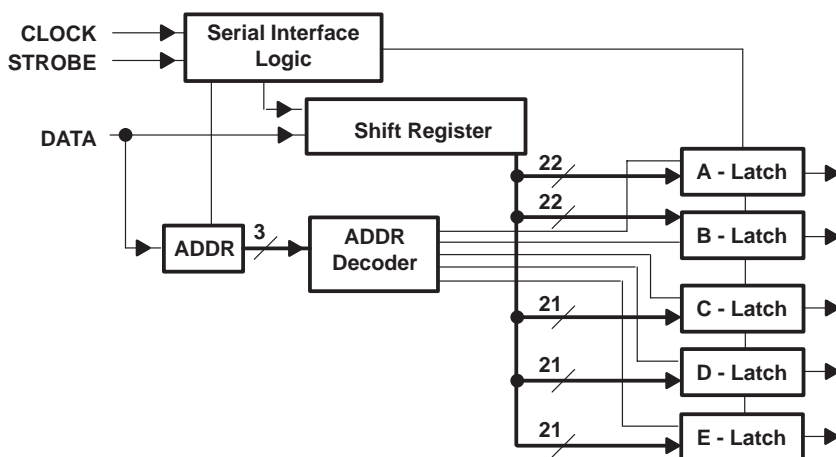 CLOCK
STROBE
Serial Interface
Logic
DATA
Shift Register
22
A - Latch
22
B - Latch
ADDR
3
ADDR
Decoder
21
C - Latch
21
D - Latch
21
E - Latch